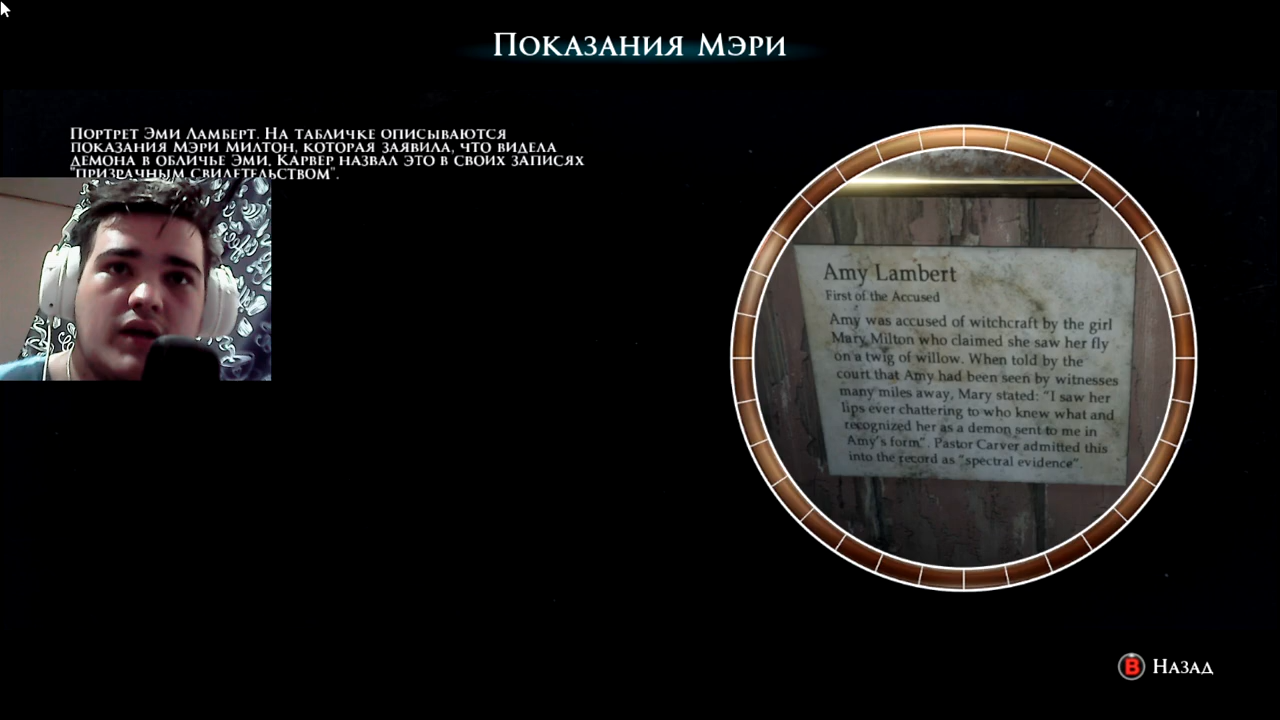 Показания Мэри
Портрет Эми Ламберт. На табличке описываются
показания Мэри Милтон, которая заявила, что видела
демона в обличье Эми. Карвер назвал это в своих записях
"призрачным свидетельством".
Amy Lambert
First of the Accused
Amy was accused of witchcraft by the girl
Mary Milton who claimed she saw her fly
on a twig of willow. When told by the
court that Amy had been seen by witnesses
many miles away, Mary stated: "I saw her
lips ever chattering to who knew what and
recognized her as a demon sent to me in
Amy's form". Pastor Carver admitted this
into the record as "spectral evidence".
B Назад